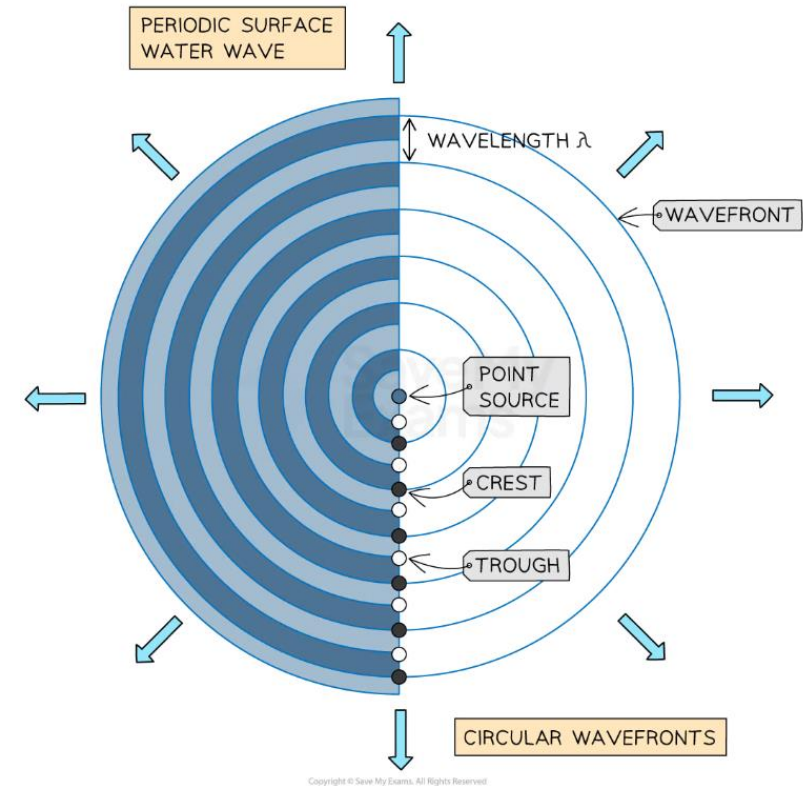 PERIODIC SURFACE
WATER WAVE
WAVELENGTH λ
WAVEFRONT
POINT
SOURCE
CREST
TROUGH
CIRCULAR WAVEFRONTS
Copyright © Save My Exams. All Rights Reserved